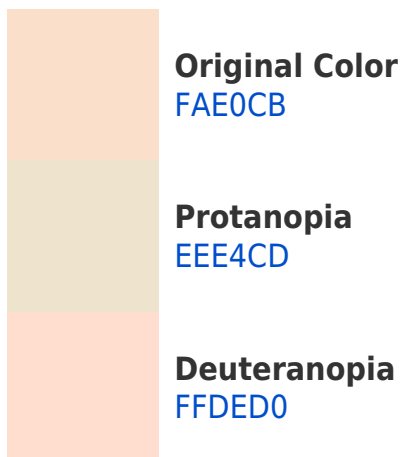 Original Color
FAE0CB
Protanopia
EEE4CD
Deuteranopia
FFDED0